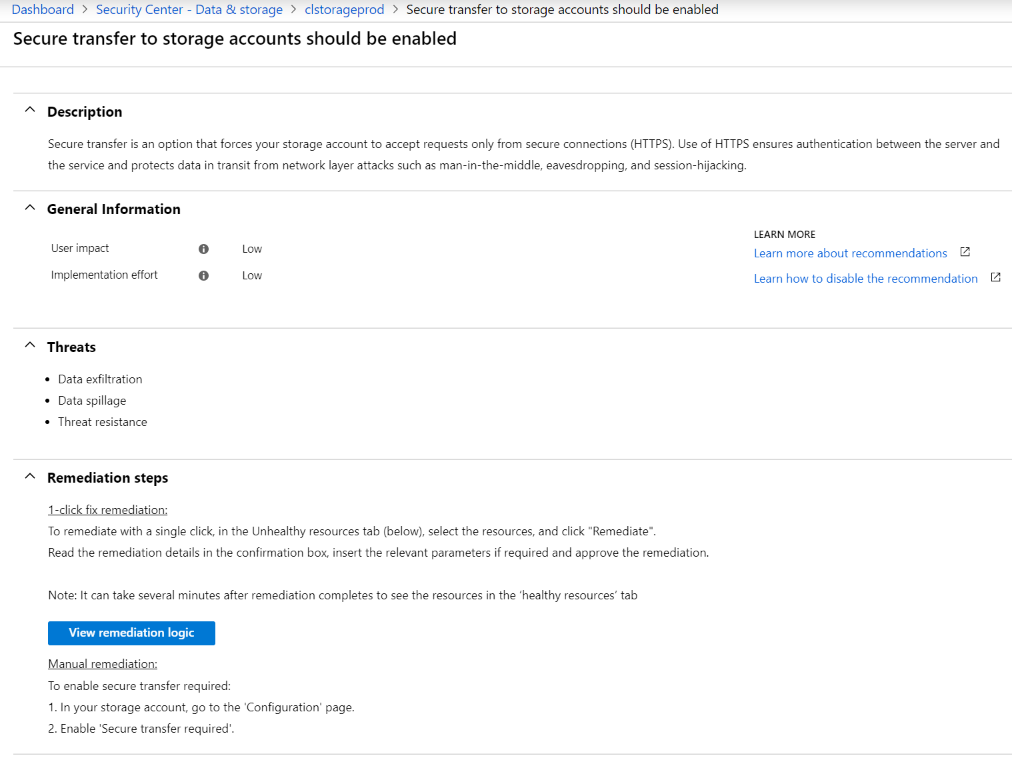 Dashboard > Security Center - Data & storage > clstorageprod > Secure transfer to storage accounts should be enabled
Secure transfer to storage accounts should be enabled
Description
Secure transfer is an option that forces your storage account to accept requests only from secure connections (HTTPS). Use of HTTPS ensures authentication between the server and
the service and protects data in transit from network layer attacks such as man-in-the-middle, eavesdropping, and session-hijacking.
General Information
User impact Low
Implementation effort Low
LEARN MORE
Learn more about recommendations
Learn how to disable the recommendation
Threats
• Data exfiltration
• Data spillage
• Threat resistance
Remediation steps
1-click fix remediation:
To remediate with a single click, in the Unhealthy resources tab (below), select the resources, and click "Remediate".
Read the remediation details in the confirmation box, insert the relevant parameters if required and approve the remediation.
Note: It can take several minutes after remediation completes to see the resources in the 'healthy resources' tab
View remediation logic
Manual remediation:
To enable secure transfer required:
1. In your storage account, go to the 'Configuration' page.
2. Enable 'Secure transfer required'.